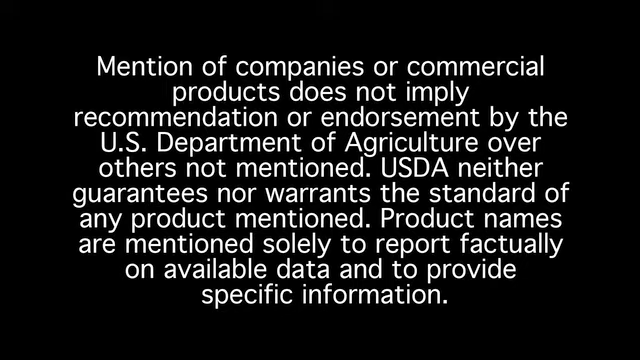 Mention of companies or commercial
products does not imply
recommendation or endorsement by the
U.S. Department of Agriculture over
others not mentioned. USDA neither
guarantees nor warrants the standard of
any product mentioned. Product names
are mentioned solely to report factually
on available data and to provide
specific information.